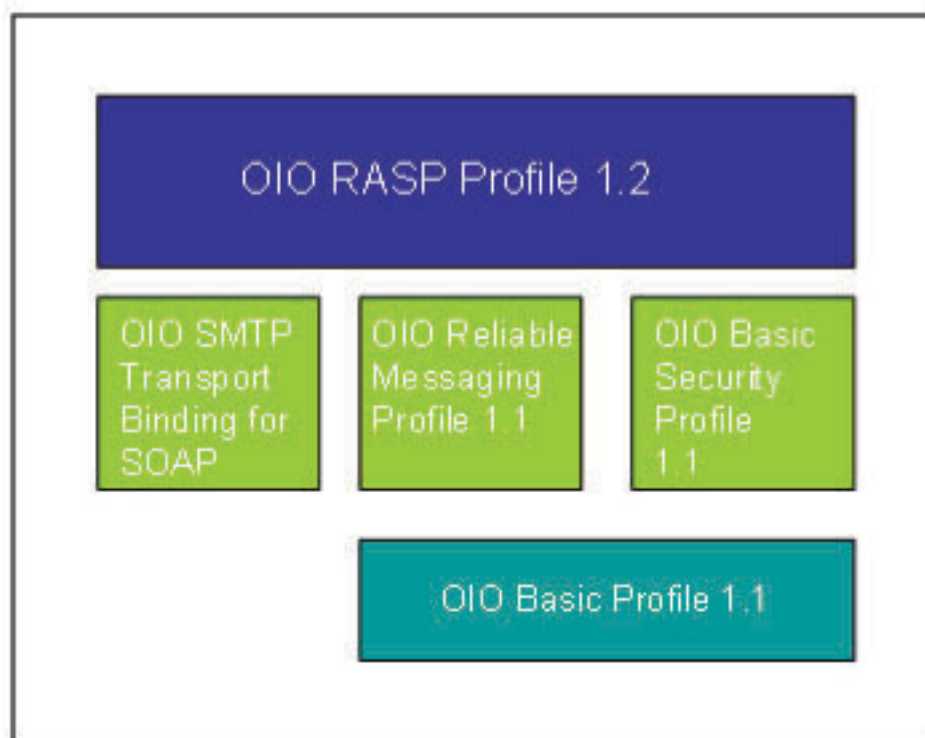 OIO RASP Profile 1.2
OIO SMTP
Transport
Binding for
SOAP
OIO Reliable
Messaging
Profile 1.1
OIO Basic
Security
Profile
1.1
OIO Basic Profile 1.1